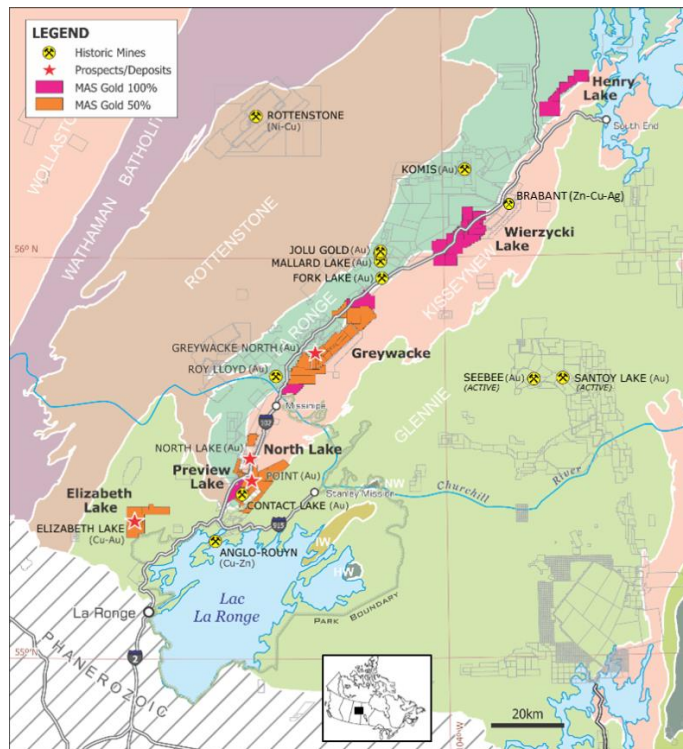 LEGEND
Historic Mines
Prospects/Deposits
MAS Gold 100%
MAS Gold 50%
Henry
Lake
South End
ROTTENSTONE
(Ni-Cu)
WOLLASTON
WATHAMAN BATHOLITH
KOMIS (Au)
BRABANT (Zn-Cu-Ag)
ROTTENSTONE
56° N
JOLU GOLD (Au)
MALLARD LAKE (Au)
FORK LAKE (Au)
Wierzycki
Lake
KISSEYNEW
RONGE
GREYWACKE NORTH (Au)
Greywacke
ROY LLOYD (Au)
SEEBEE (Au)
(ACTIVE)
SANTOY LAKE (Au)
(ACTIVE)
Missinipe
102
GLENNIE
NORTH LAKE (Au)
North Lake
Preview
Lake
POINT (Au)
NW
Churchill
River
Stanley Mission
CONTACT LAKE (Au)
Elizabeth
Lake
ELIZABETH LAKE
(Cu-Au)
915
ANGLO-ROUYN
(Cu-Zn)
IW
HW
Lac
La Ronge
PARK BOUNDARY
La Ronge
2
PHANEROZOIC
55° N
104° W
20km